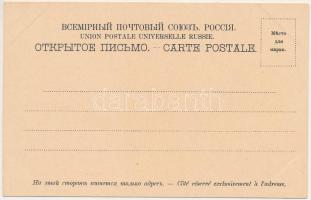 ВСЕМІРНЫЙ ПОЧТОВЫЙ СОЮЗЪ. РОССІЯ.
UNION POSTALE UNIVERSELLE RUSSIE.
ОТКРЫТОЕ ПИСЬМО. — CARTE POSTALE.
Мѣсто
для
марки.
darabanth
На этой сторонѣ пишется только адресъ. — Côté réservé exclusivement à l'adresse.